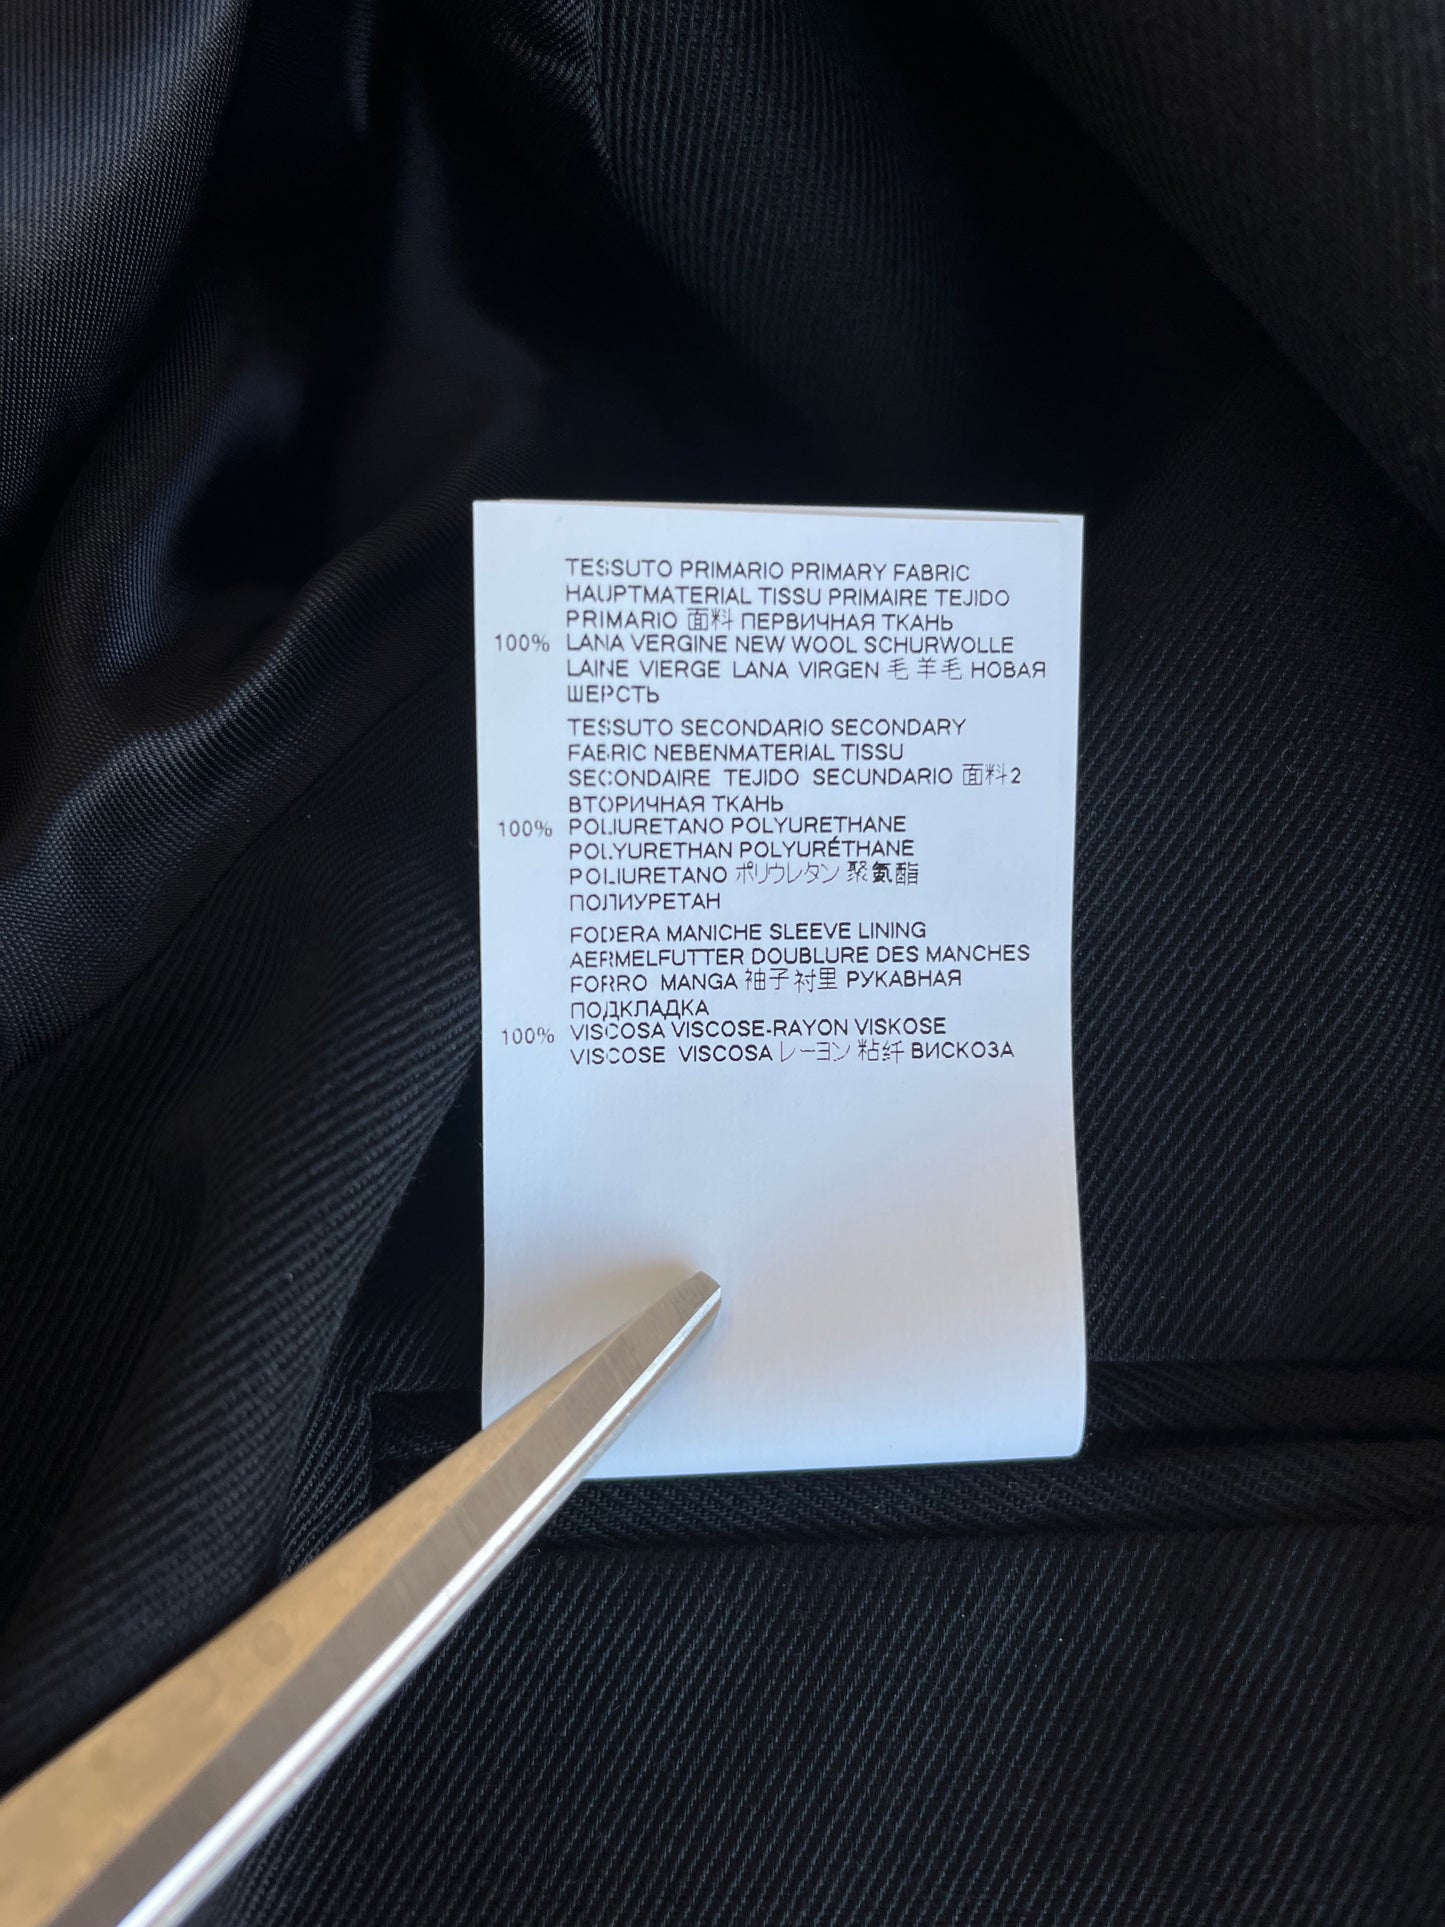 TESSUTO PRIMARIO PRIMARY FABRIC
HAUPTMATERIAL TISSU PRIMAIRE TEJIDO
PRIMARIO 面料 ПЕРВИЧНАЯ ТКАНЬ
100% LANA VERGINE NEW WOOL SCHURWOLLE
LAINE VIERGE LANA VIRGEN 毛 羊毛 НОВАЯ
ШЕРСТЬ
TESSUTO SECONDARIO SECONDARY
FABRIC NEBENMATERIAL TISSU
SECONDAIRE TEJIDO SECUNDARIO 面料2
ВТОРИЧНАЯ ТКАНЬ
100% POLIURETANO POLYURETHANE
POLYURETHAN POLYURÉTHANE
POLIURETANO ポリウレタン 聚氨酯
ПОЛИУРЕТАН
FODERA MANICHE SLEEVE LINING
AERMELFUTTER DOUBLURE DES MANCHES
FORRO MANGA 袖子衬里 РУКАВНАЯ
ПОДКЛАДКА
100% VISCOSA VISCOSE-RAYON VISKOSE
VISCOSE VISCOSA レーヨン 粘纤 ВИСКОЗА